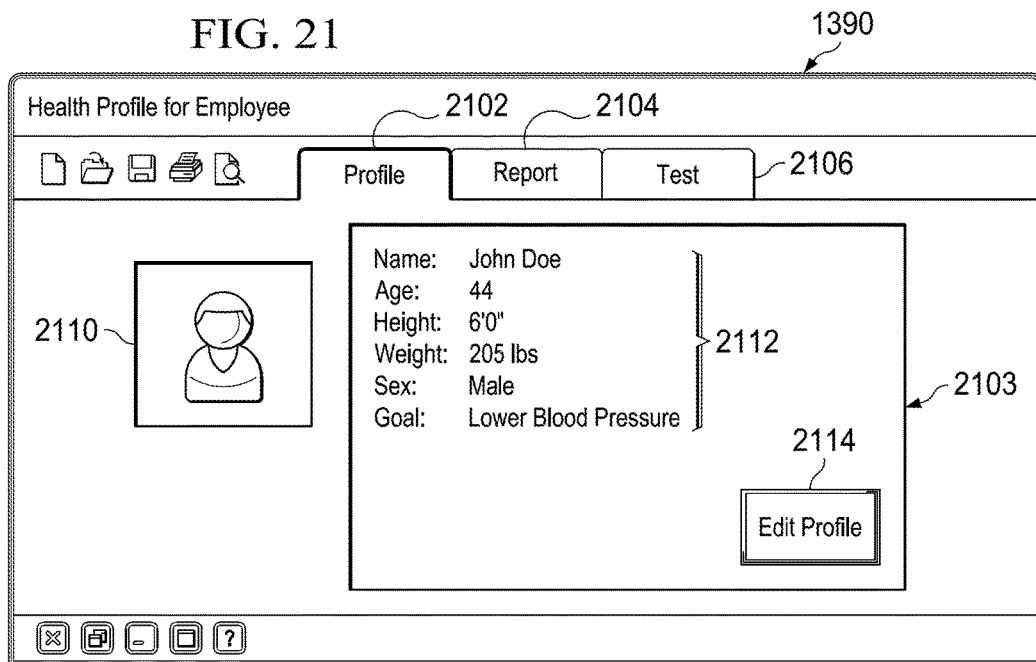 FIG. 21
1390
Health Profile for Employee
2102
2104
Profile
Report
Test
2106
Name: John Doe
Age: 44
Height: 6'0"
Weight: 205 lbs
Sex: Male
Goal: Lower Blood Pressure
2110
2112
2103
2114
Edit Profile
?